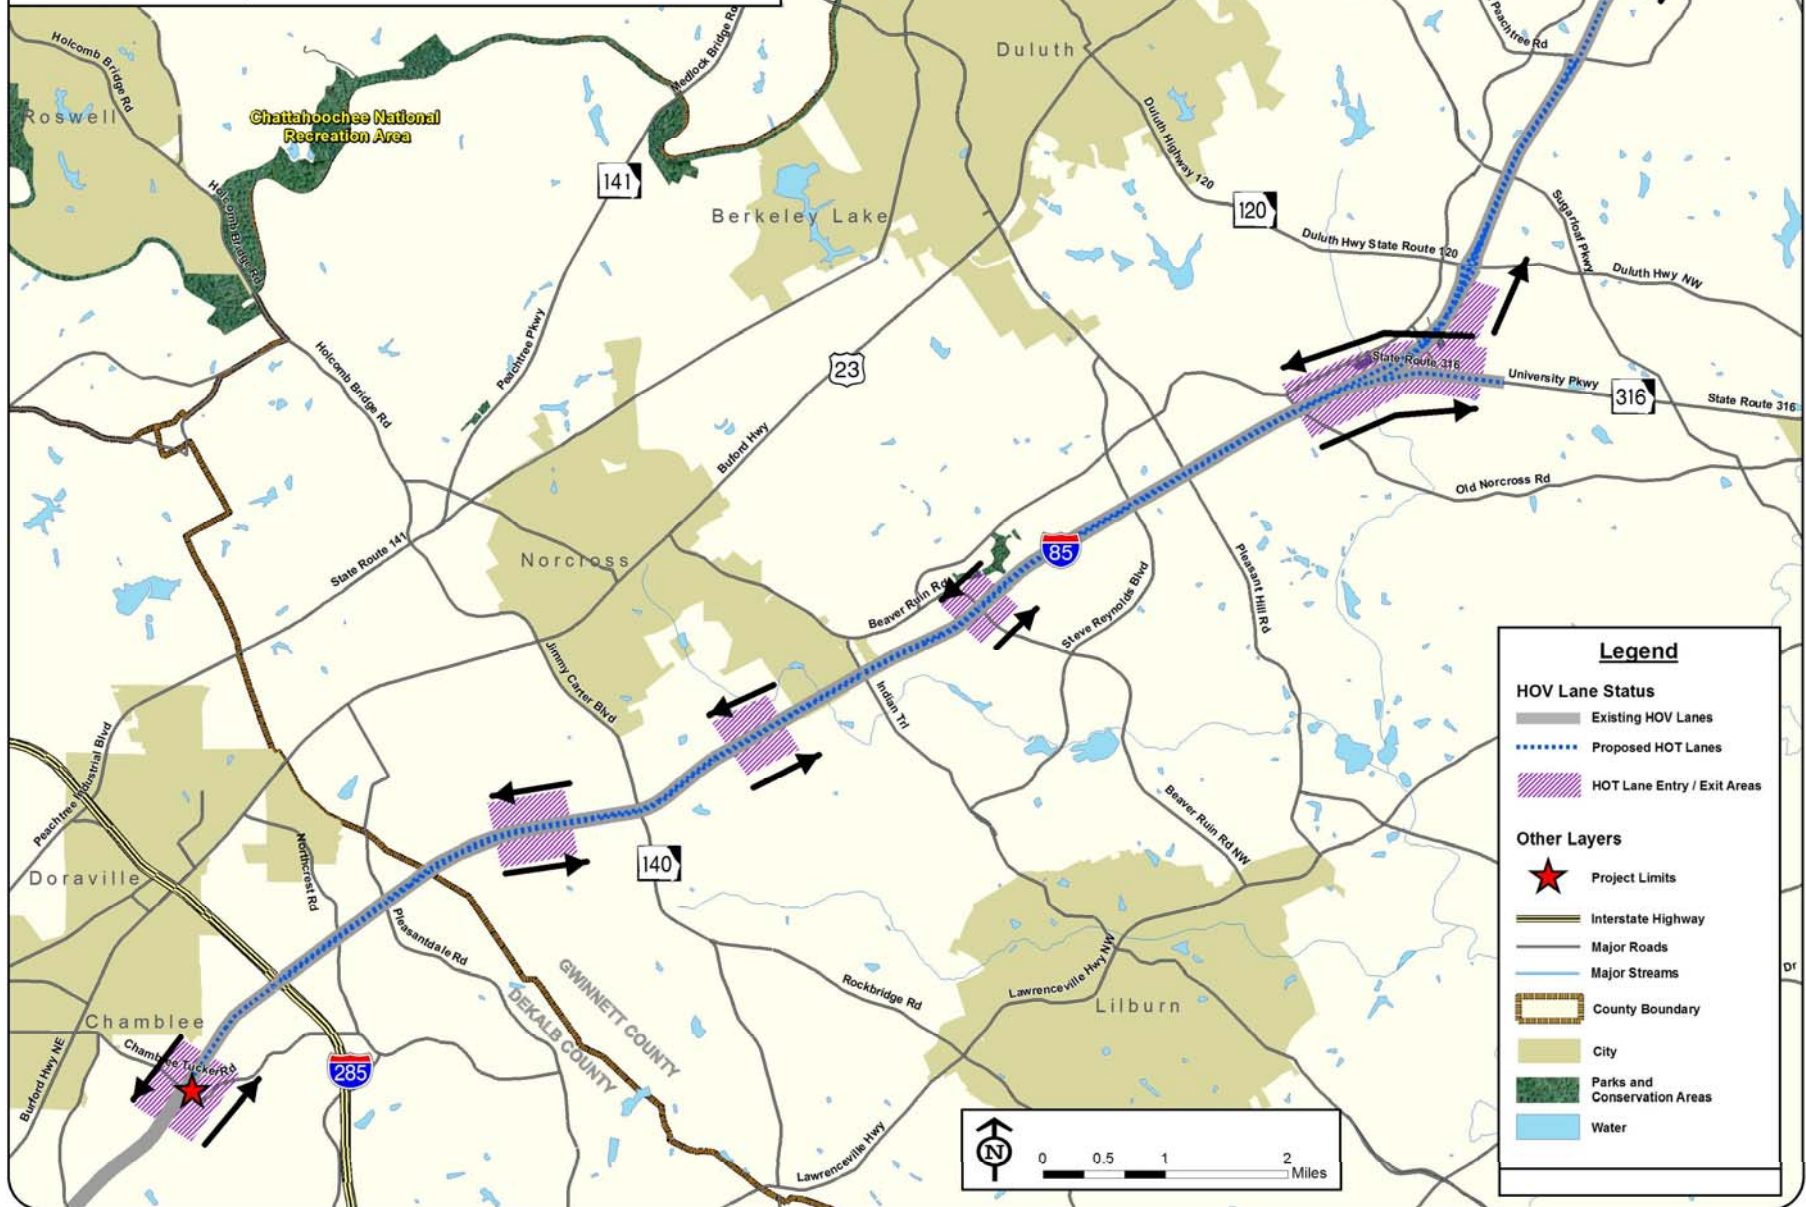 Holcomb Bridge Rd
Roswell
Chattahoochee National
Recreation Area
Medlock Bridge Rd
Duluth
Peachtree Rd
Duluth Highway 120
141
120
Berkeley Lake
Holcomb Bridge Rd
Duluth Hwy State Route 120
Sugarloaf Pkwy
Duluth Hwy NW
Peachtree Pkwy
Holcomb Bridge Rd
23
State Route 316
University Pkwy
316
State Route 316
Buford Hwy
Old Norcross Rd
State Route 141
Norcross
85
Beaver Ruin Rd
Steve Reynolds Blvd
Pleasant Hill Rd
Jimmy Carter Blvd
Indian Trl
Peachtree Industrial Blvd
Beaver Ruin Rd NW
Doraville
Northcrest Rd
140
Pleasantdale Rd
GWINNETT COUNTY
DEKALB COUNTY
Rockbridge Rd
Lawrenceville Hwy NW
Lilburn
Chamblee
Chamblee Tucker Rd
Burford Hwy NE
285
Lawrenceville Hwy
Dr
N
0 0.5 1 2
Miles
Legend
HOV Lane Status
Existing HOV Lanes
Proposed HOT Lanes
HOT Lane Entry / Exit Areas
Other Layers
Project Limits
Interstate Highway
Major Roads
Major Streams
County Boundary
City
Parks and
Conservation Areas
Water